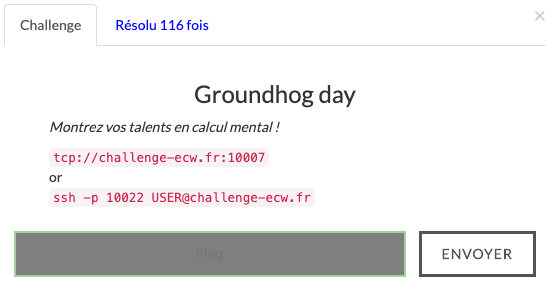 Challenge
Résolu 116 fois
×
Groundhog day
Montrez vos talents en calcul mental !
tcp://challenge-ecw.fr:10007
or
ssh -p 10022 USER@challenge-ecw.fr
Flag
ENVOYER